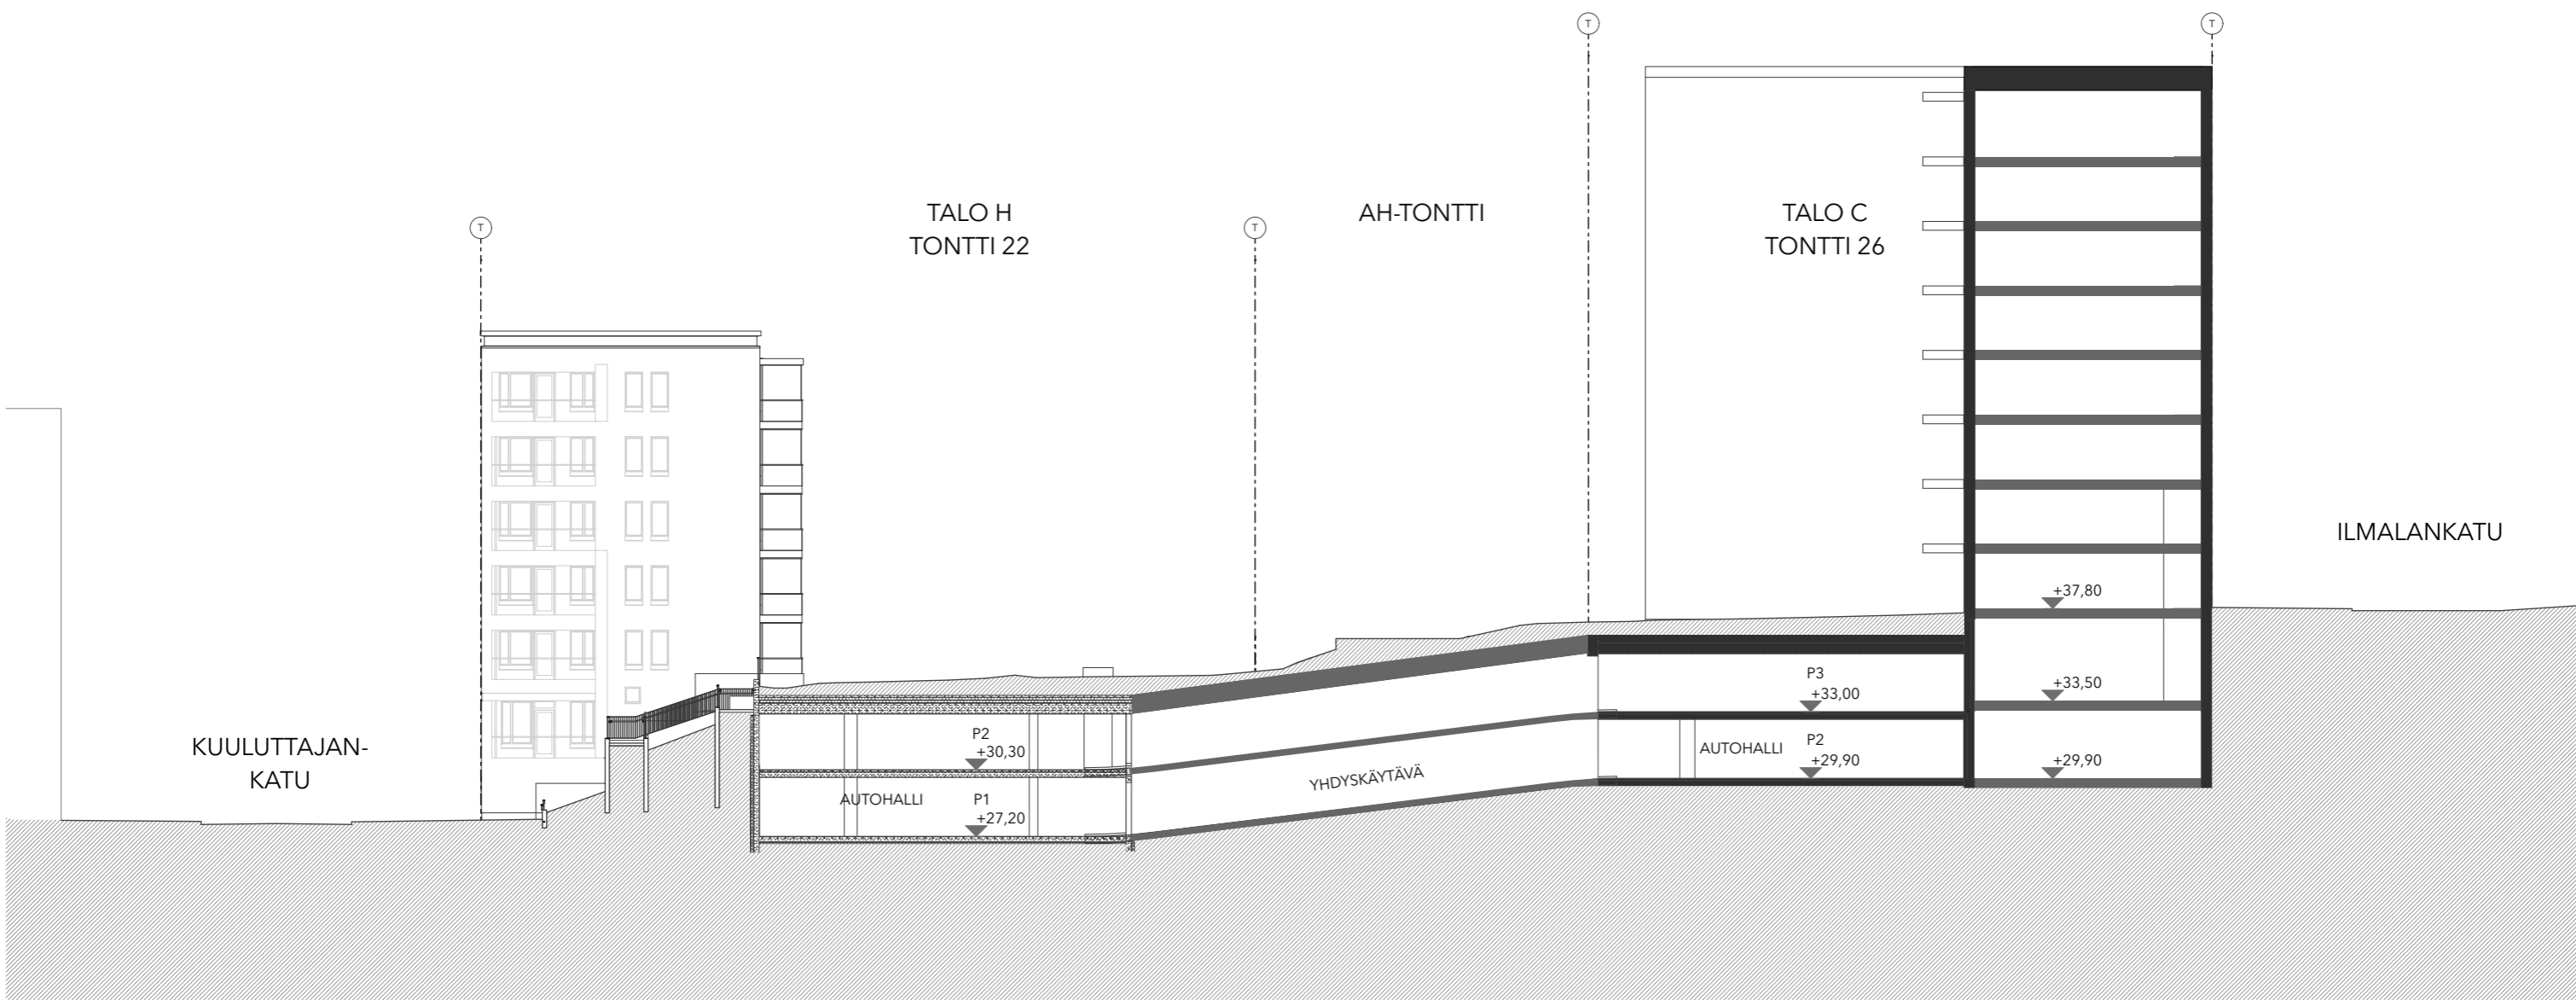 T
T
T
T
TALO H
TONTTI 22
AH-TONTTI
TALO C
TONTTI 26
ILMALANKATU
KUULUTTAJAN-
KATU
P2
+30,30
AUTOHALLI
P1
+27,20
YHDYSKÄYTÄVÄ
P3
+33,00
AUTOHALLI
P2
+29,90
+37,80
+33,50
+29,90